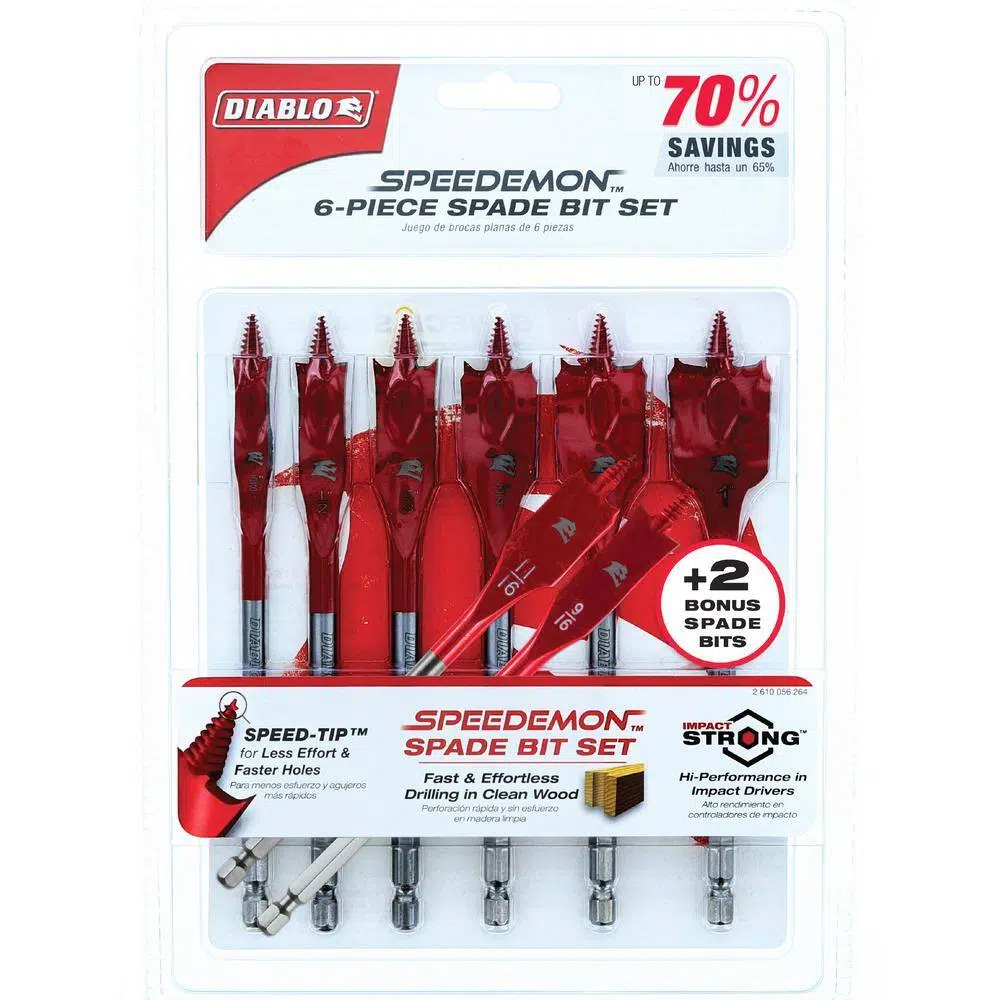 DIABLO
UP TO 70%
SAVINGS
Ahorre hasta un 65%
SPEEDEMON™
6-PIECE SPADE BIT SET
Juego de brocas planas de 6 piezas
1"
11/16
9/16
+2
BONUS
SPADE
BITS
DIABLO
2 610 056 264
SPEED-TIP™
for Less Effort &
Faster Holes
Para menos esfuerzo y agujeros
más rápidos
SPEEDEMON™
SPADE BIT SET
Fast & Effortless
Drilling in Clean Wood
Perforación rápida y sin esfuerzo
en madera limpia
IMPACT
STRONG™
Hi-Performance in
Impact Drivers
Alto rendimiento en
controladores de impacto